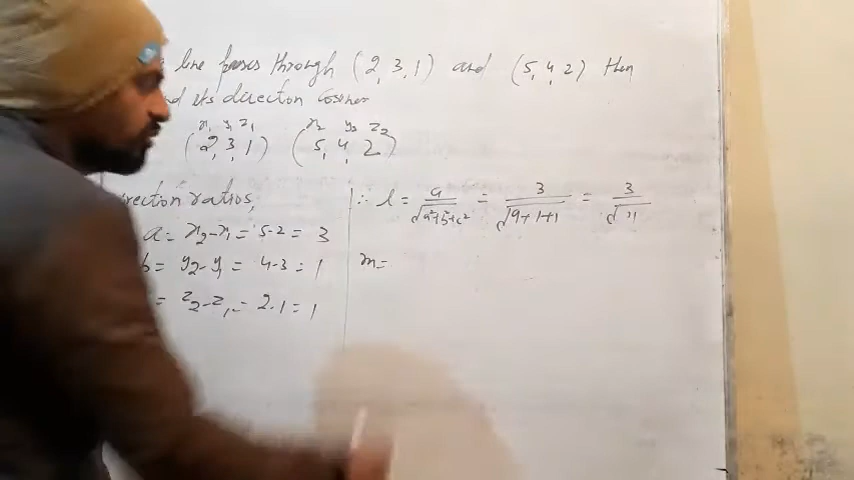 line passes through (2, 3, 1) and (5, 4, 2) then
d its direction cosines
x₁ y₁ z₁ x₂ y₂ z₂
(2, 3, 1) (5, 4, 2)
rection ratios,
a = x₂-x₁ = 5-2 = 3
b = y₂-y₁ = 4-3 = 1
= z₂-z₁ = 2-1 = 1
∴ l = a/√(a²+b²+c²) = 3/√(9+1+1) = 3/√11
m=